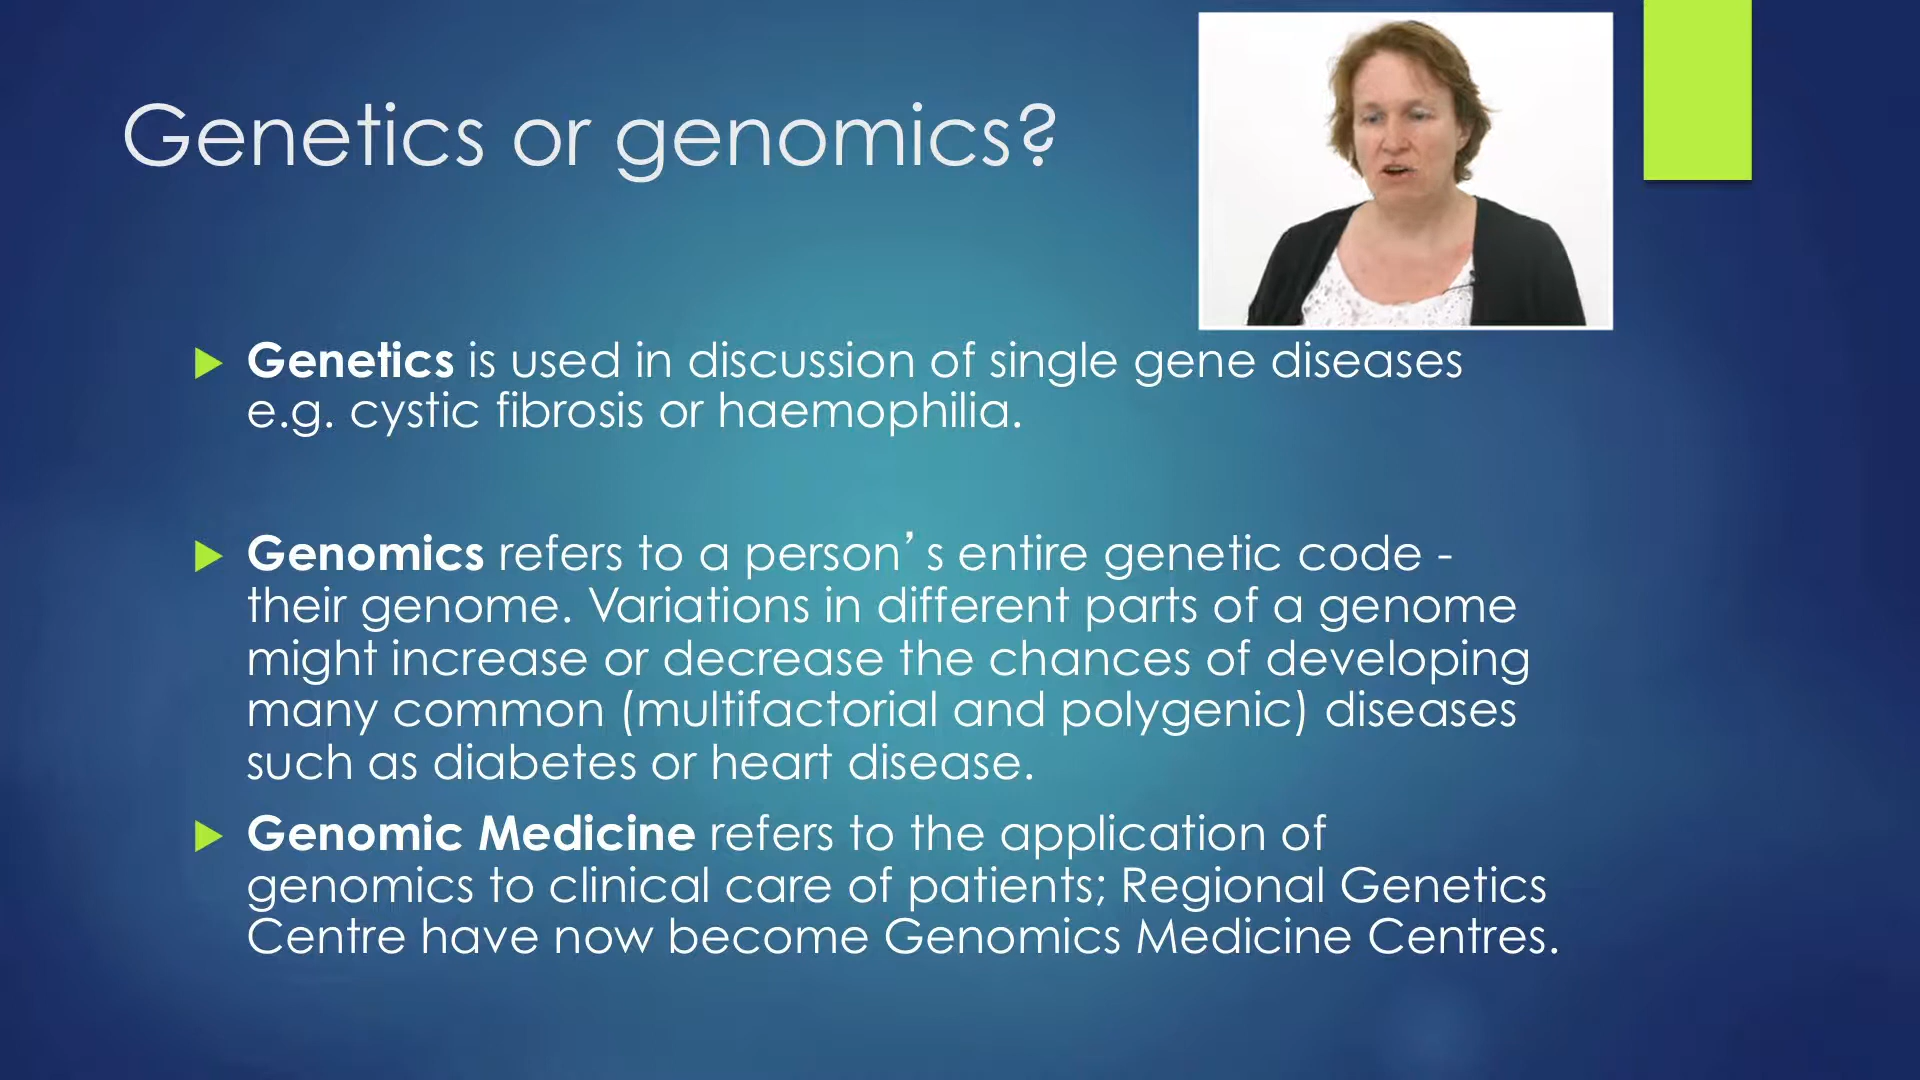 Genetics or genomics?
Genetics is used in discussion of single gene diseases
e.g. cystic fibrosis or haemophilia.
Genomics refers to a person’s entire genetic code -
their genome. Variations in different parts of a genome
might increase or decrease the chances of developing
many common (multifactorial and polygenic) diseases
such as diabetes or heart disease.
Genomic Medicine refers to the application of
genomics to clinical care of patients; Regional Genetics
Centre have now become Genomics Medicine Centres.